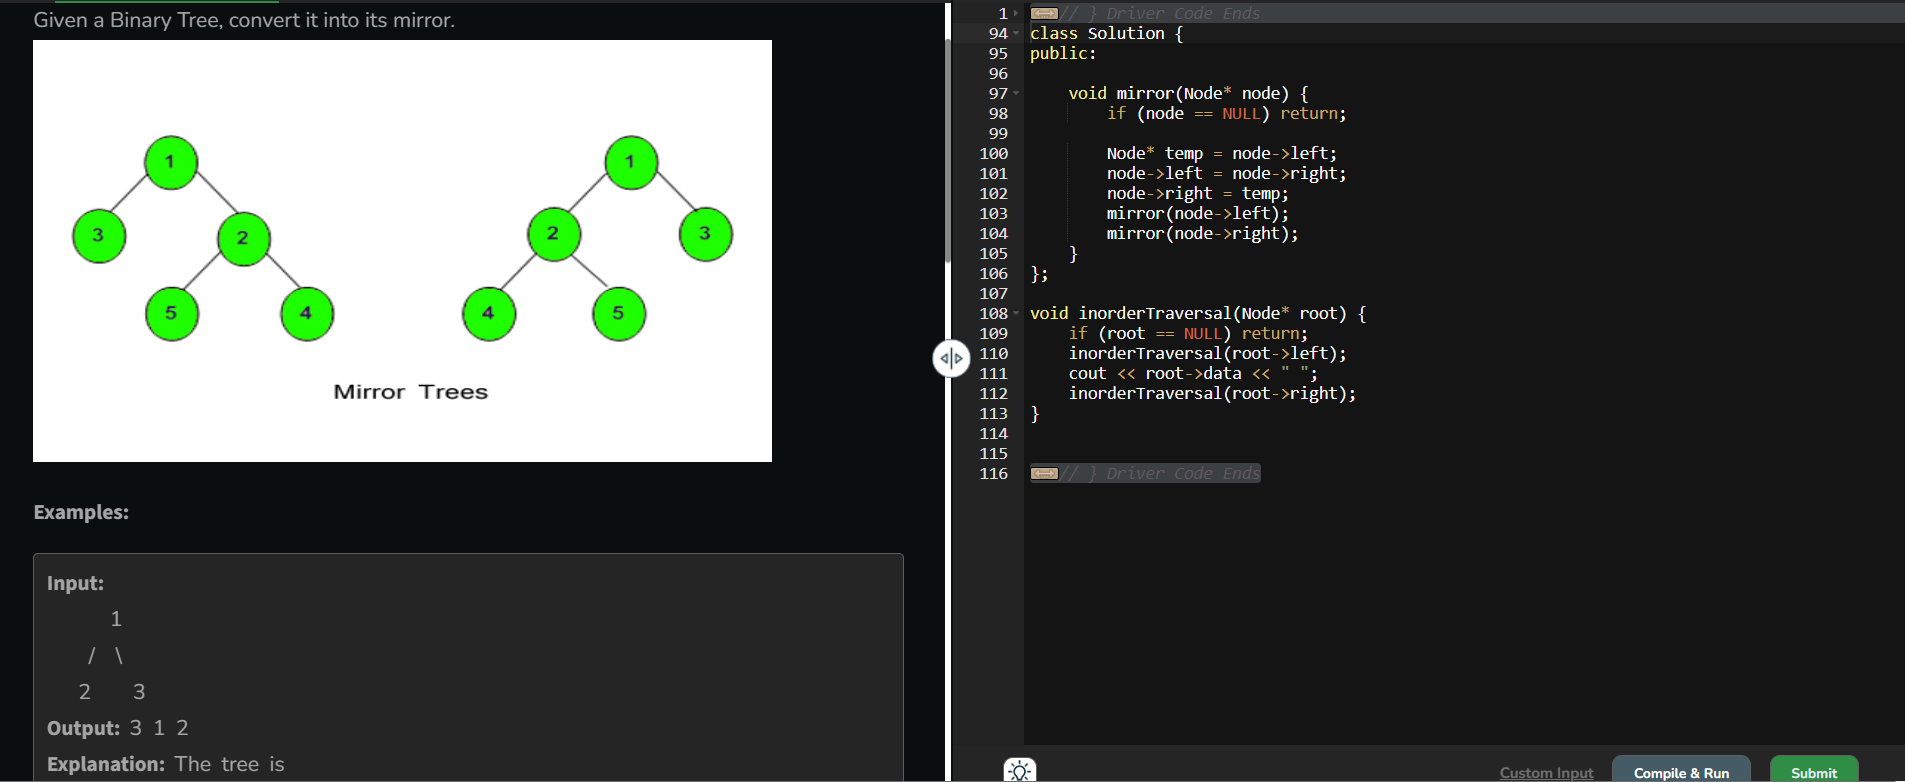 Given a Binary Tree, convert it into its mirror.
1
1
3
2
2
3
5
4
4
5
Mirror Trees
Examples:
Input:
1
/ \
2 3
Output: 3 1 2
Explanation: The tree is
1 // } Driver Code Ends
94 class Solution {
95 public:
96
97 void mirror(Node* node) {
98 if (node == NULL) return;
99
100 Node* temp = node->left;
101 node->left = node->right;
102 node->right = temp;
103 mirror(node->left);
104 mirror(node->right);
105 }
106 };
107
108 void inorderTraversal(Node* root) {
109 if (root == NULL) return;
110 inorderTraversal(root->left);
111 cout << root->data << " ";
112 inorderTraversal(root->right);
113 }
114
115
116 // } Driver Code Ends
Custom Input
Compile & Run
Submit